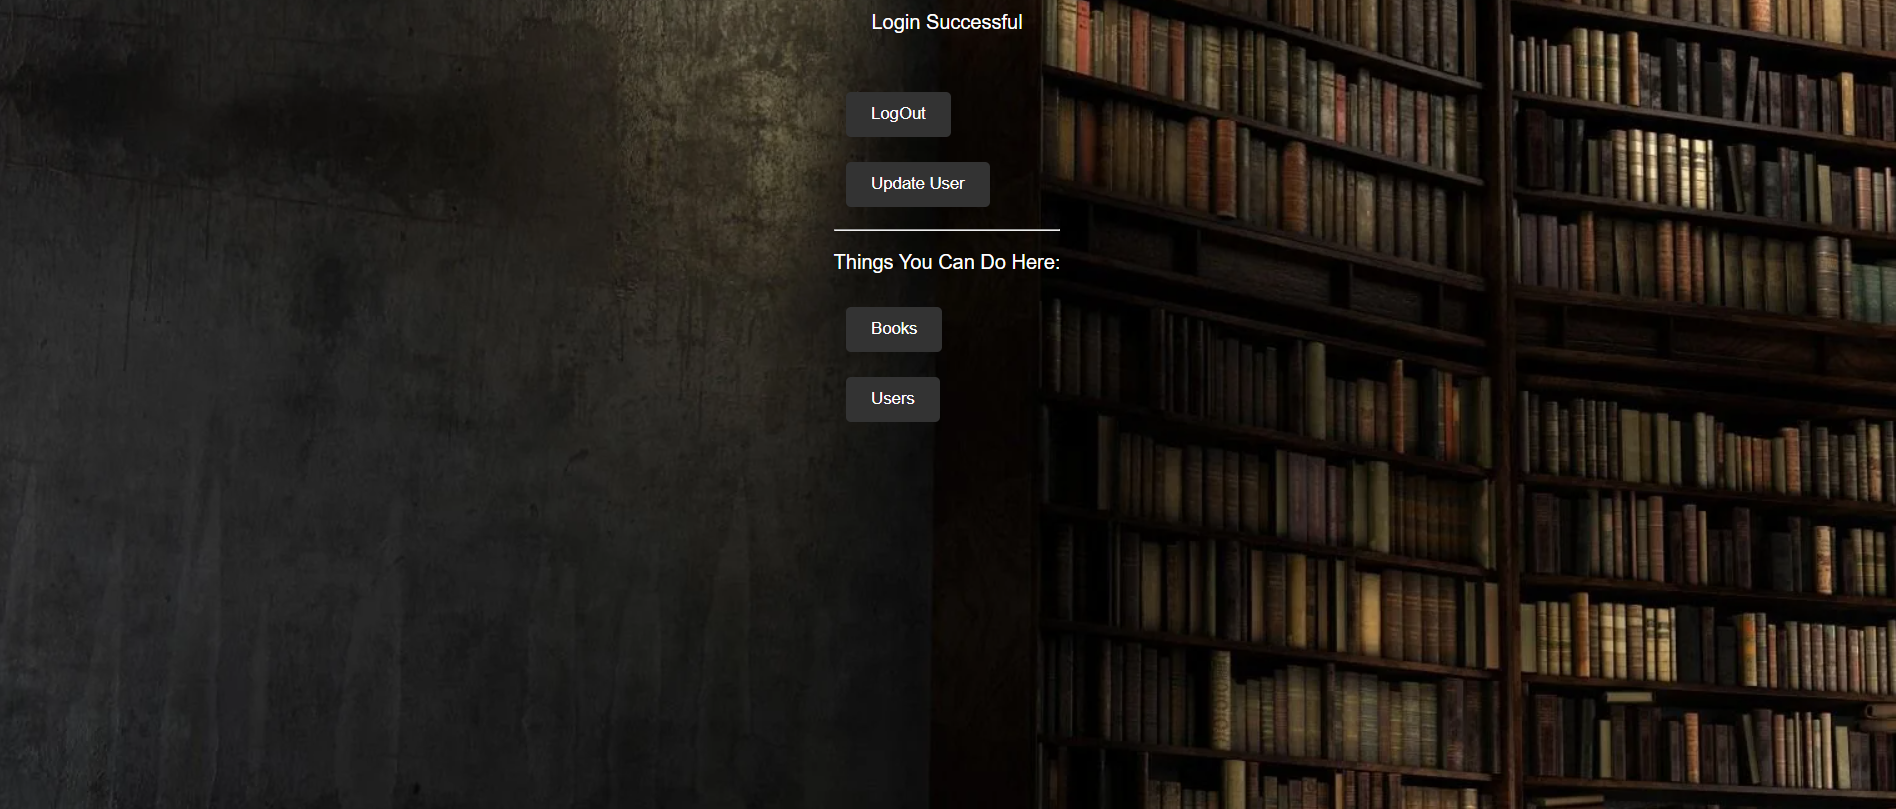 Login Successful
LogOut
Update User
Things You Can Do Here:
Books
Users